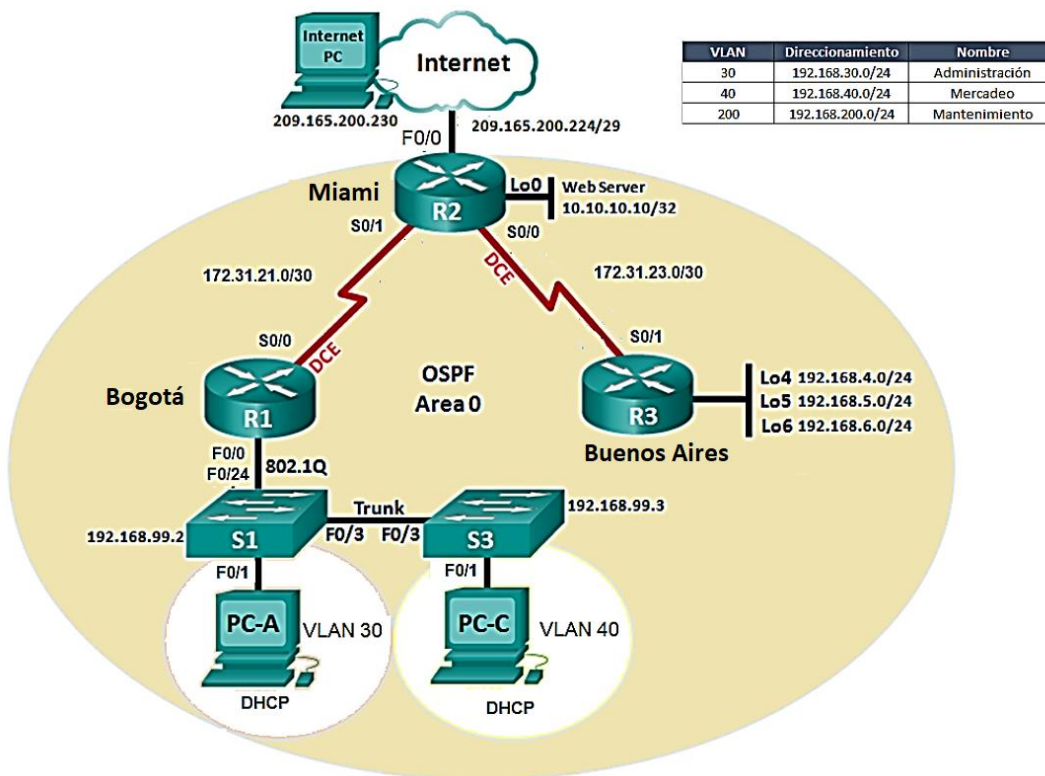 Internet
PC
Internet
209.165.200.230
209.165.200.224/29
F0/0
VLAN Direccionamiento Nombre
30 192.168.30.0/24 Administración
40 192.168.40.0/24 Mercadeo
200 192.168.200.0/24 Mantenimiento
Miami
R2
Lo0
Web Server
10.10.10.10/32
S0/1
S0/0
DCE
172.31.21.0/30
172.31.23.0/30
S0/0
DCE
S0/1
Bogotá
R1
OSPF
Area 0
R3
Buenos Aires
Lo4 192.168.4.0/24
Lo5 192.168.5.0/24
Lo6 192.168.6.0/24
F0/0
F0/24
802.1Q
Trunk
192.168.99.2
S1
F0/3
F0/3
S3
192.168.99.3
F0/1
F0/1
PC-A
VLAN 30
DHCP
PC-C
VLAN 40
DHCP